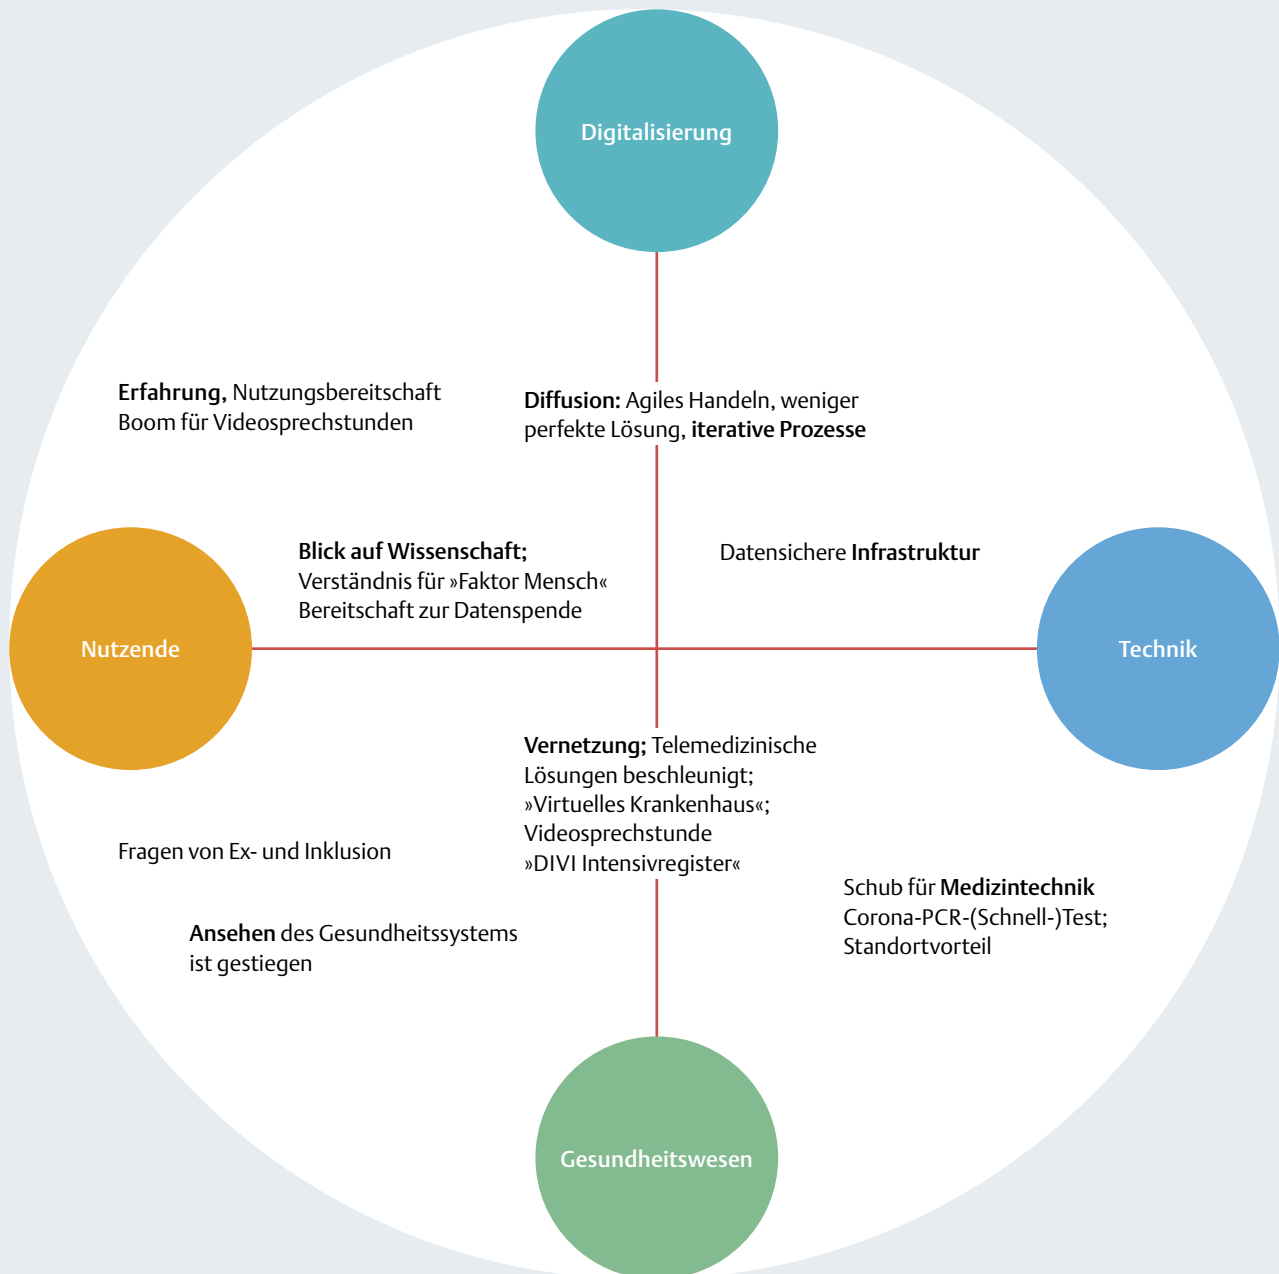 Digitalisierung
Erfahrung, Nutzungsbereitschaft
Boom für Videosprechstunden
Diffusion: Agiles Handeln, weniger
perfekte Lösung, iterative Prozesse
Blick auf Wissenschaft;
Verständnis für »Faktor Mensch«
Bereitschaft zur Datenspende
Datensichere Infrastruktur
Nutzende
Technik
Vernetzung; Telemedizinische
Lösungen beschleunigt;
»Virtuelles Krankenhaus«;
Videosprechstunde
»DIVI Intensivregister«
Fragen von Ex- und Inklusion
Schub für Medizintechnik
Corona-PCR-(Schnell-)Test;
Standortvorteil
Ansehen des Gesundheitssystems
ist gestiegen
Gesundheitswesen